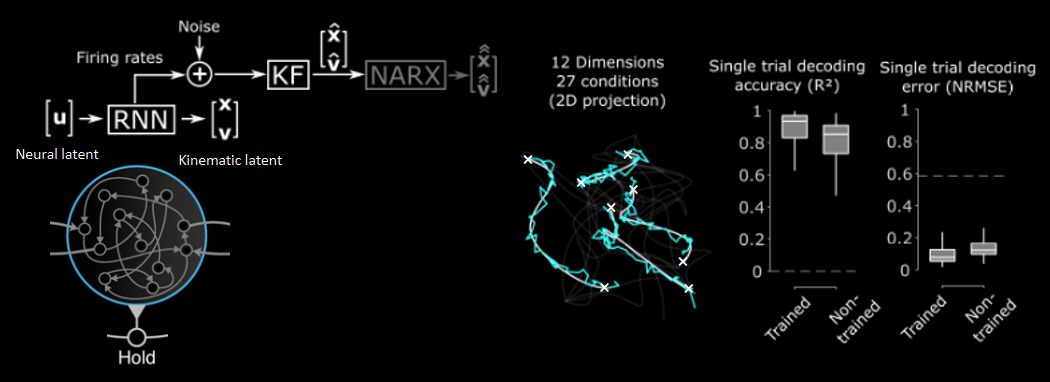 Noise
Firing rates
+
[u]
RNN
[x
v]
KF
[x̂
v̂]
NARX
[x̂̂
v̂̂]
Neural latent
Kinematic latent
Hold
12 Dimensions
27 conditions
(2D projection)
Single trial decoding
accuracy (R²)
1
0.8
0.6
0.4
0.2
0
Trained
Non-
trained
Single trial decoding
error (NRMSE)
1
0.8
0.6
0.4
0.2
0
Trained
Non-
trained